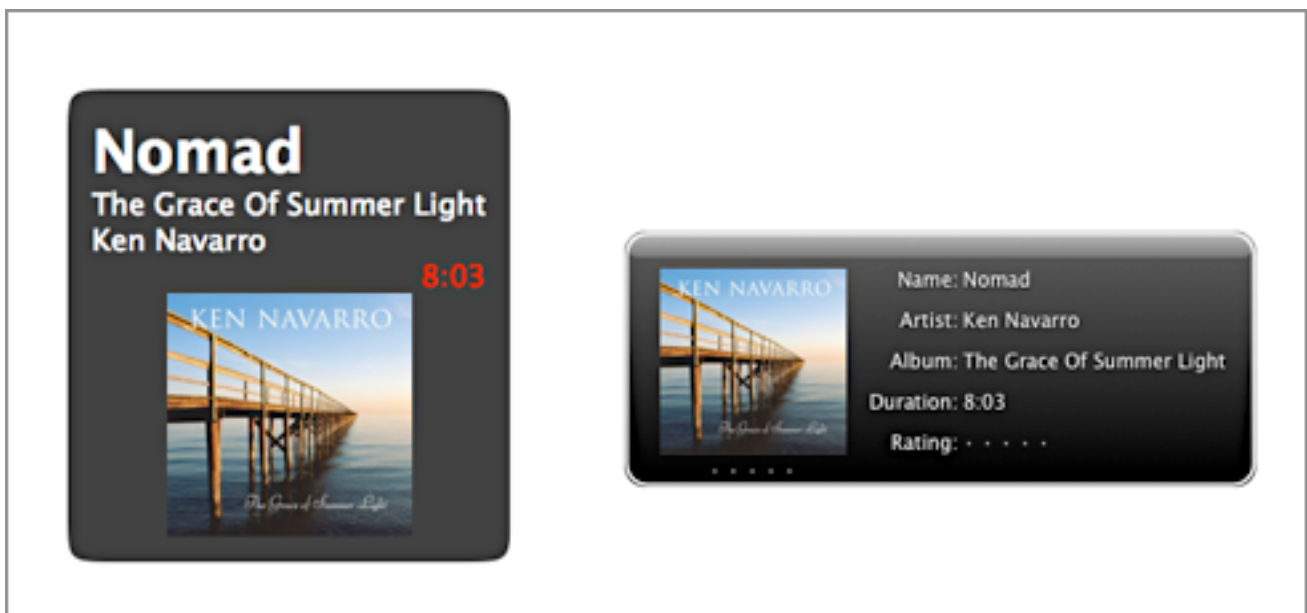 Nomad
The Grace Of Summer Light
Ken Navarro
8:03
KEN NAVARRO
The Grace of Summer Light
KEN NAVARRO
The Grace of Summer Light
Name: Nomad
Artist: Ken Navarro
Album: The Grace Of Summer Light
Duration: 8:03
Rating: · · · · ·